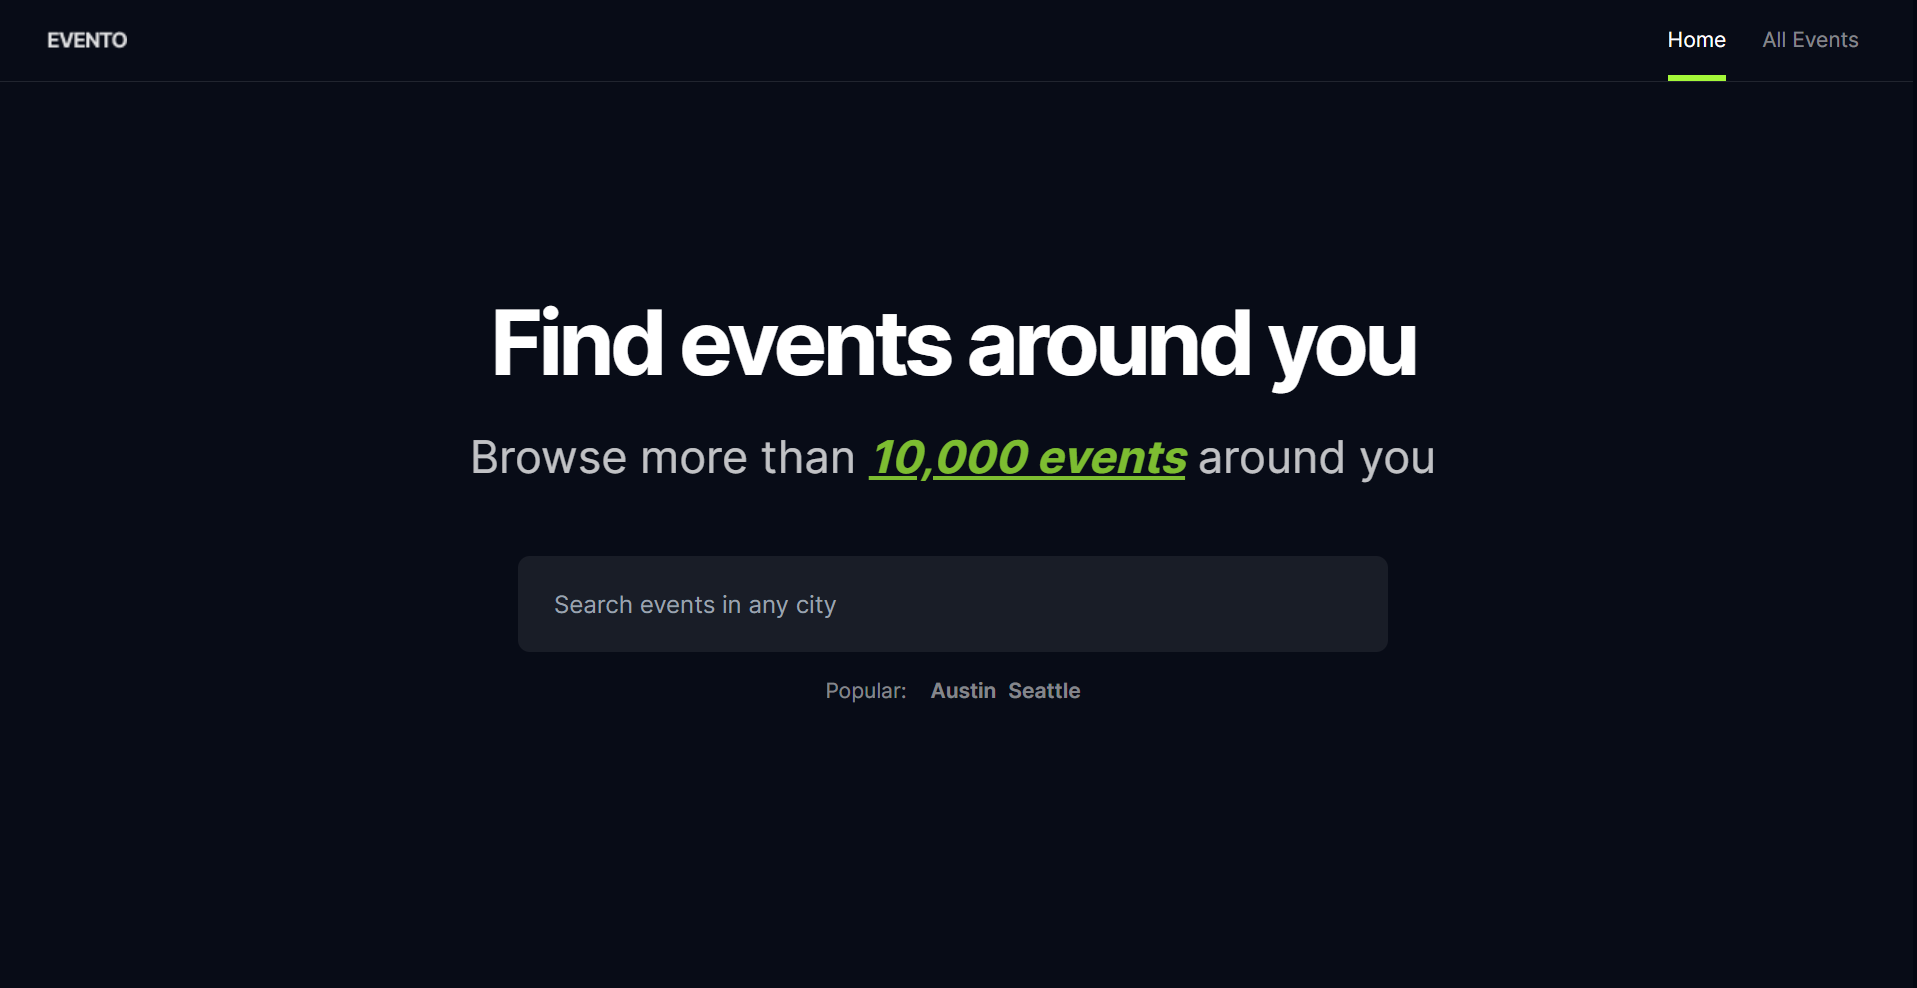 EVENTO
Home
All Events
Find events around you
Browse more than 10,000 events around you
Search events in any city
Popular: Austin Seattle